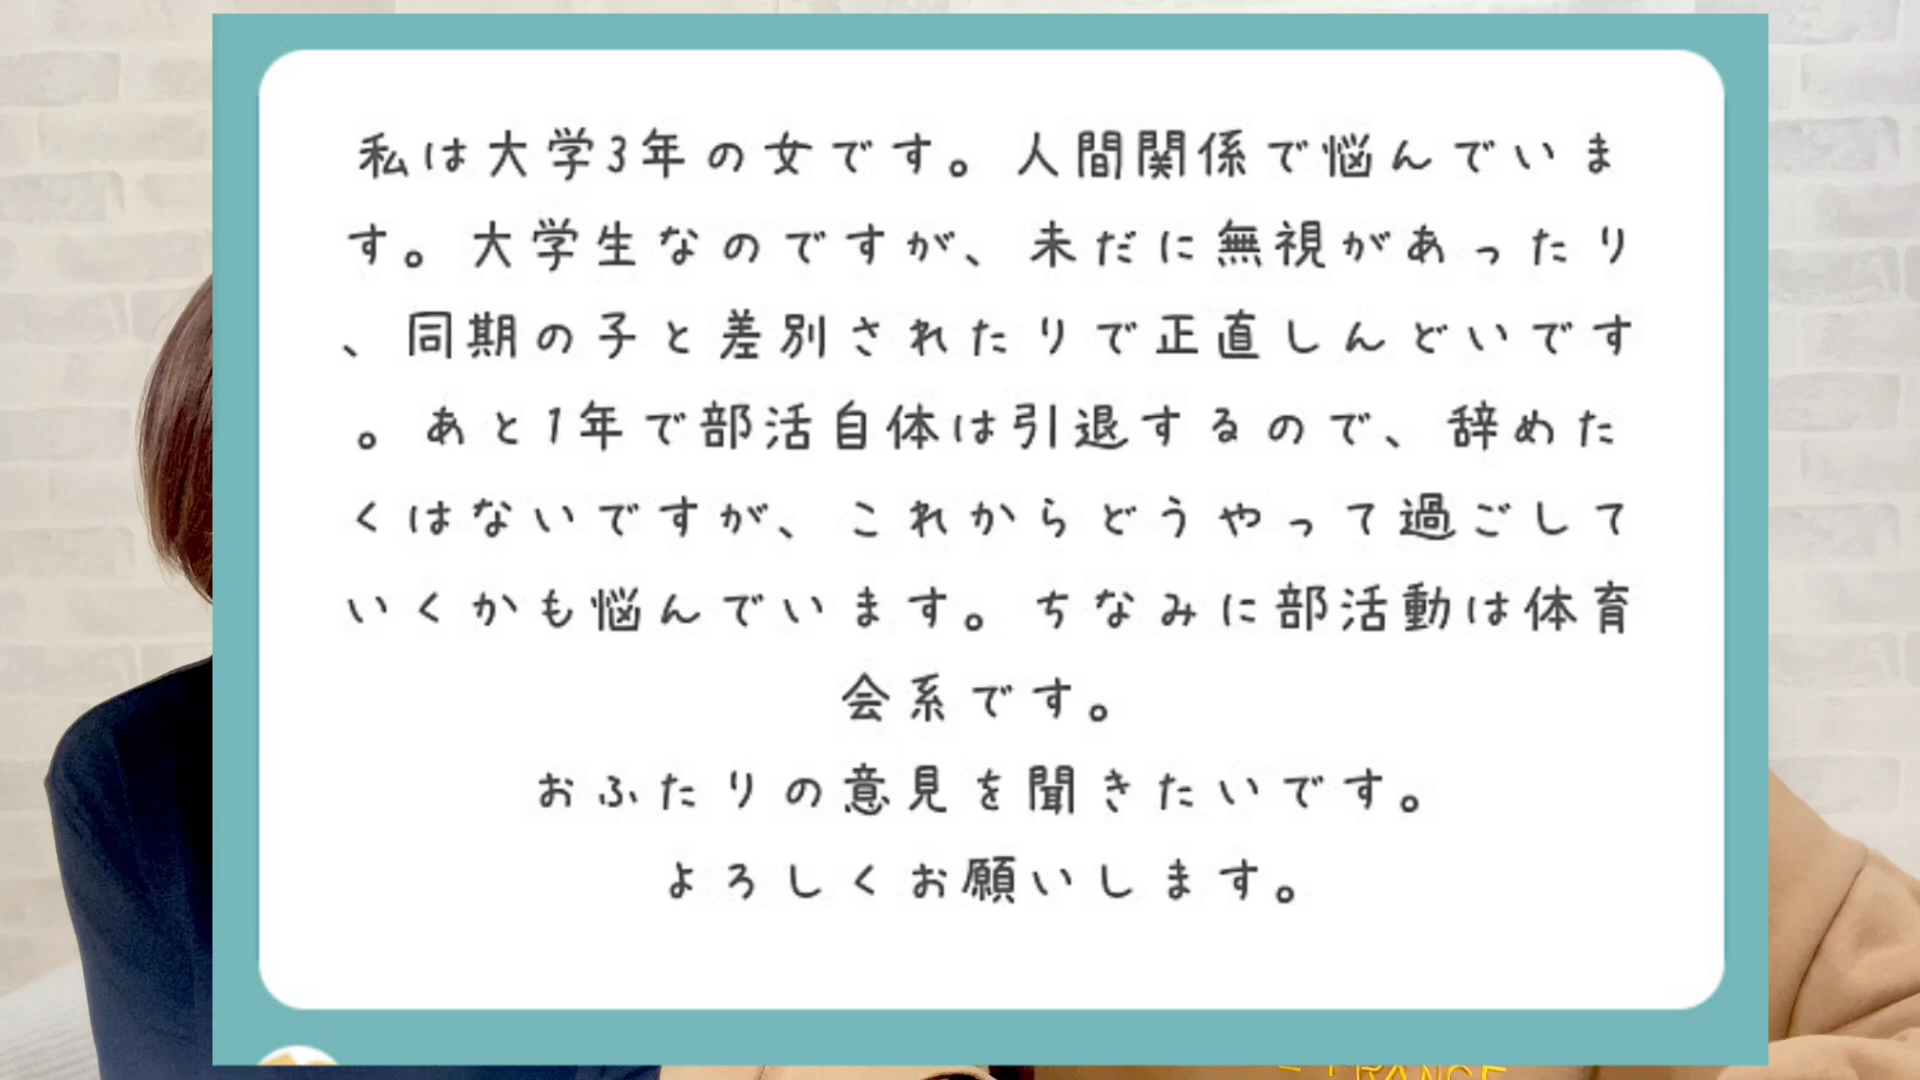 私は大学3年の女です。人間関係で悩んでいま
す。大学生なのですが、未だに無視があったり
、同期の子と差別されたりで正直しんどいです
。あと1年で部活自体は引退するので、辞めた
くはないですが、これからどうやって過ごして
いくかも悩んでいます。ちなみに部活動は体育
会系です。
おふたりの意見を聞きたいです。
よろしくお願いします。
FRANCE